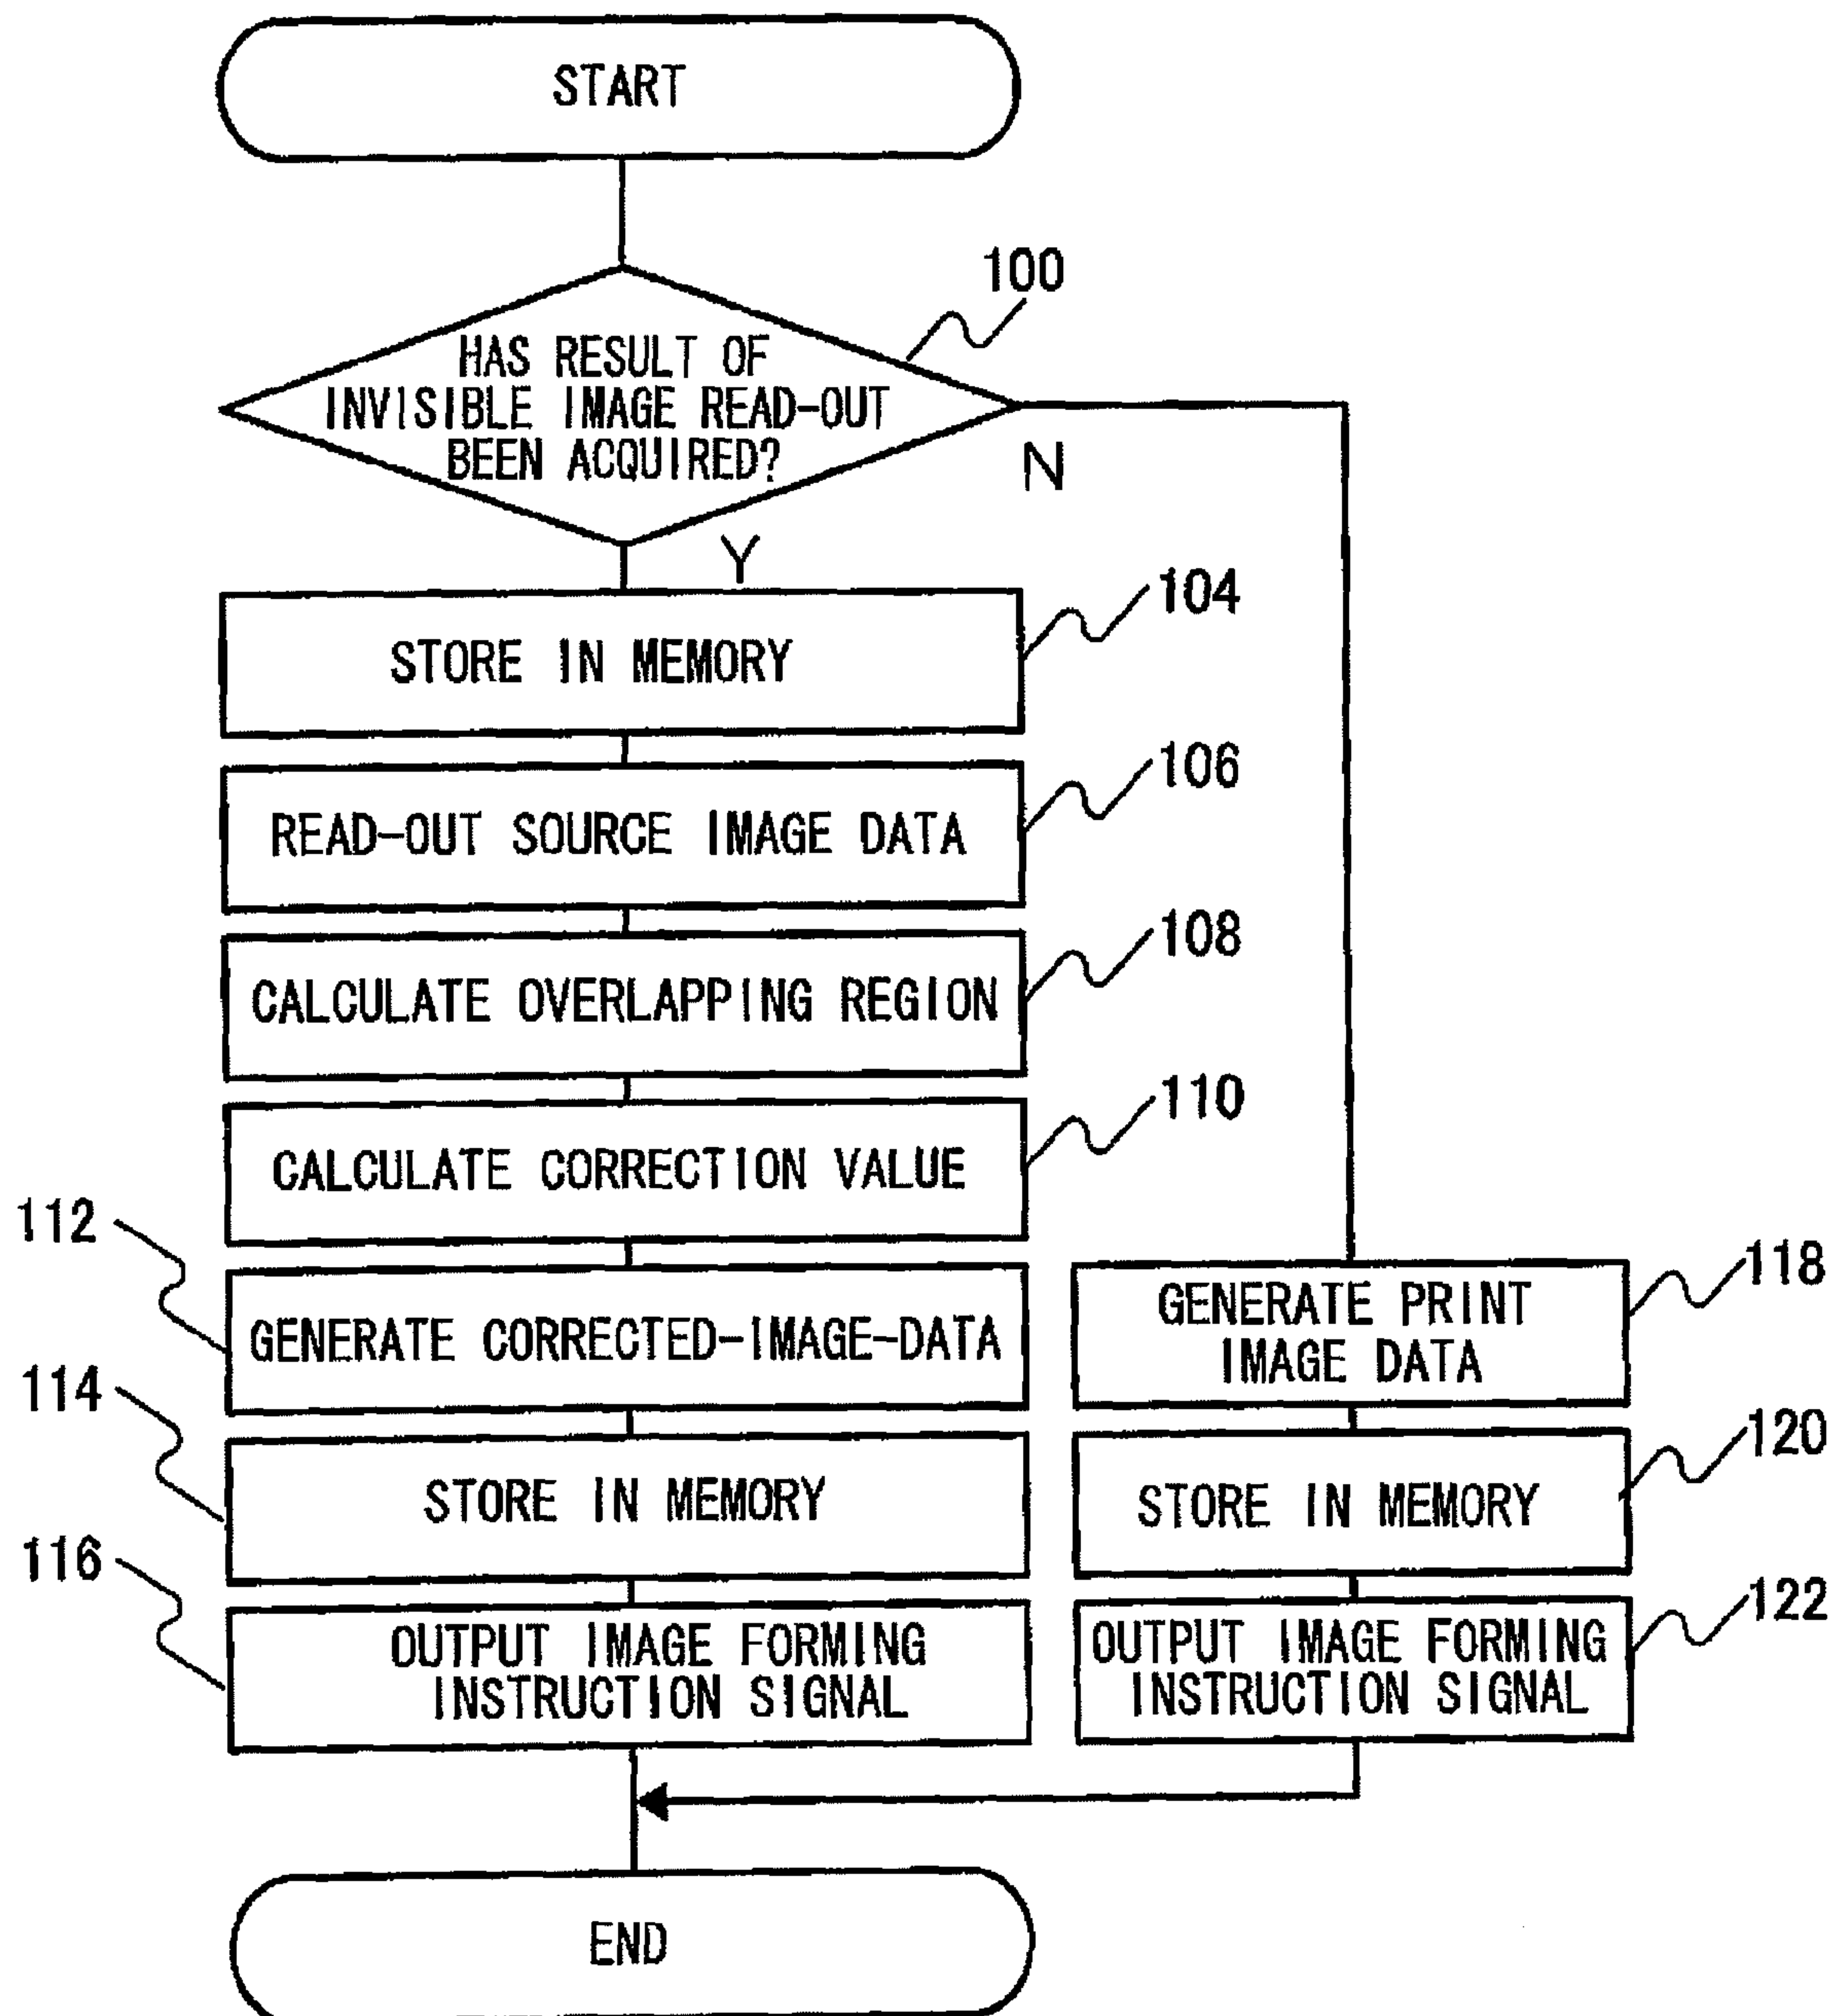 START
100
HAS RESULT OF
INVISIBLE IMAGE READ-OUT
BEEN ACQUIRED?
N
Y
104
STORE IN MEMORY
106
READ-OUT SOURCE IMAGE DATA
108
CALCULATE OVERLAPPING REGION
110
CALCULATE CORRECTION VALUE
112
GENERATE CORRECTED-IMAGE-DATA
114
STORE IN MEMORY
116
OUTPUT IMAGE FORMING
INSTRUCTION SIGNAL
118
GENERATE PRINT
IMAGE DATA
120
STORE IN MEMORY
122
OUTPUT IMAGE FORMING
INSTRUCTION SIGNAL
END